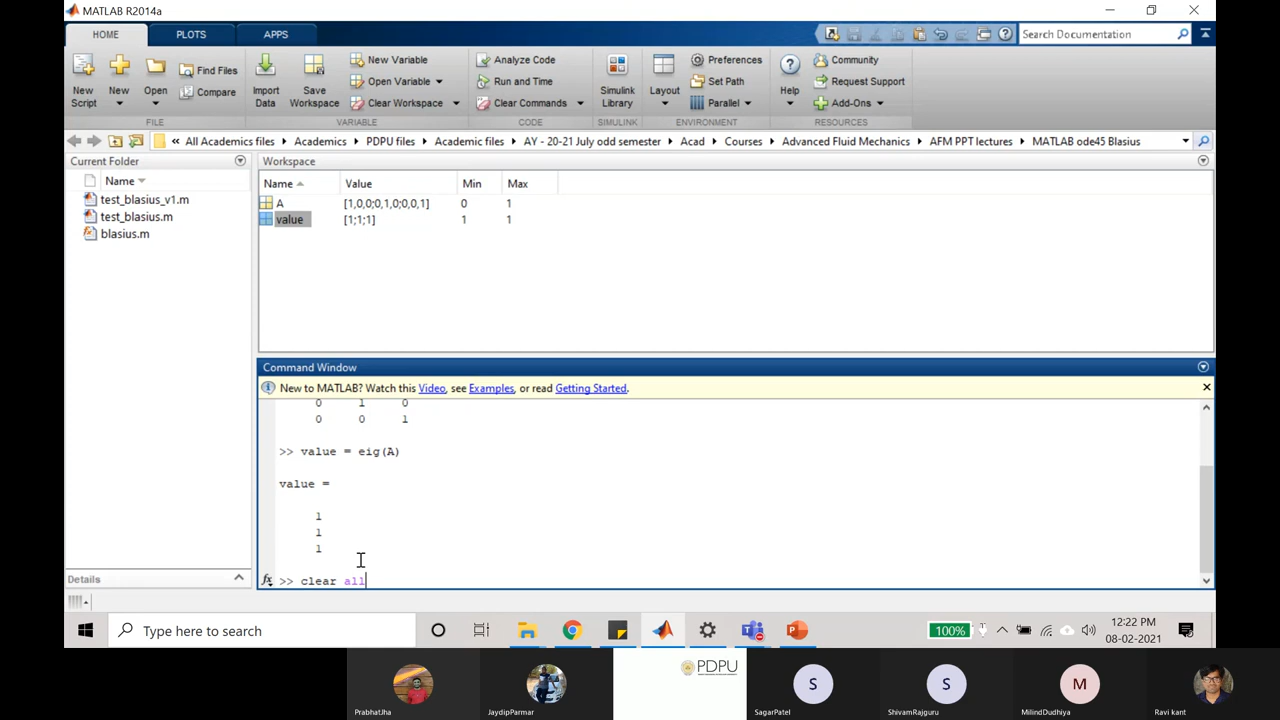 MATLAB R2014a
HOME PLOTS APPS Search Documentation
New Script New Open Find Files Compare Import Data Save Workspace New Variable Open Variable Clear Workspace Analyze Code Run and Time Clear Commands Simulink Library Layout Preferences Set Path Parallel Help Community Request Support Add-Ons
FILE VARIABLE CODE SIMULINK ENVIRONMENT RESOURCES
« All Academics files Academics PDPU files Academic files AY - 20-21 July odd semester Acad Courses Advanced Fluid Mechanics AFM PPT lectures MATLAB ode45 Blasius
Current Folder
Name
test_blasius_v1.m
test_blasius.m
blasius.m
Details
Workspace
Name Value Min Max
A [1,0,0;0,1,0;0,0,1] 0 1
value [1;1;1] 1 1
Command Window
New to MATLAB? Watch this Video, see Examples, or read Getting Started.
0 1 0
0 0 1
>> value = eig(A)
value =
1
1
1
fx >> clear all
Type here to search 100% 12:22 PM
08-02-2021
PDPU
S S M
PrabhatJha JaydipParmar SagarPatel ShivamRajguru MilindDudhiya Ravi kant